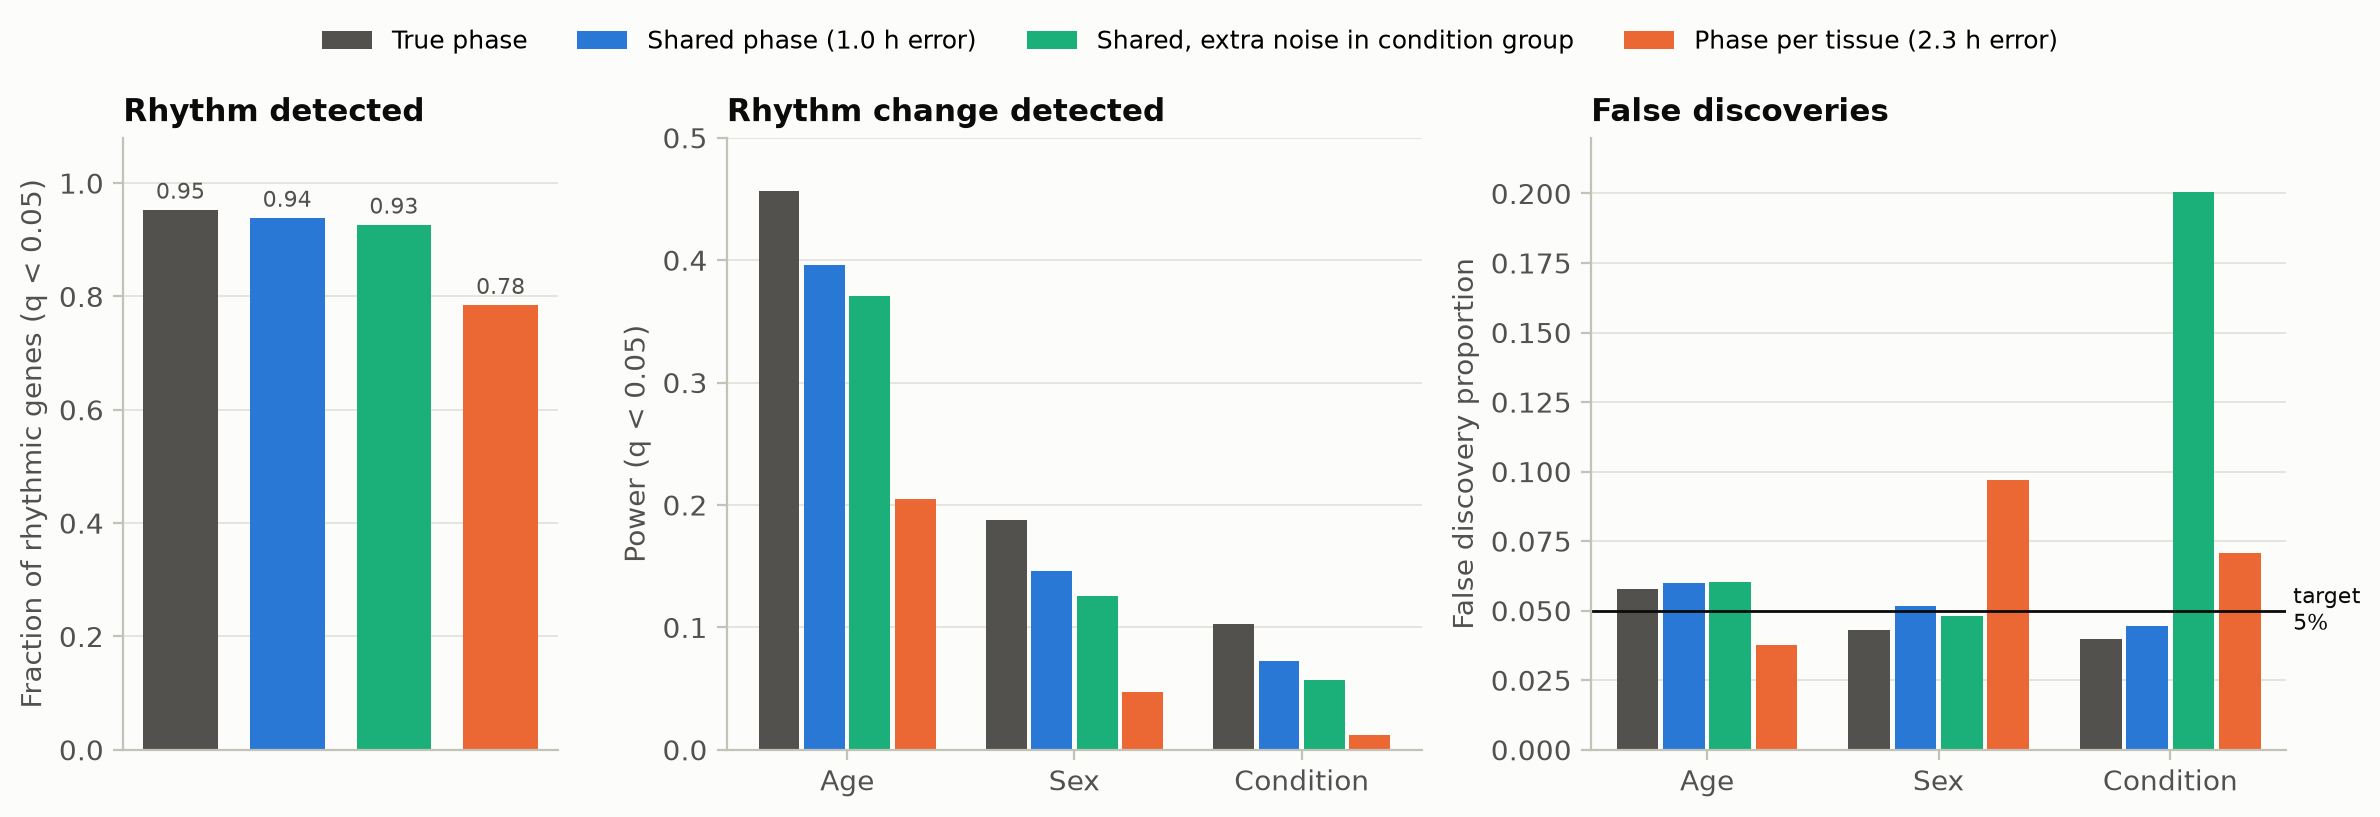 True phase
Shared phase (1.0 h error)
Shared, extra noise in condition group
Phase per tissue (2.3 h error)
Rhythm detected
Fraction of rhythmic genes (q < 0.05)
1.0
0.8
0.6
0.4
0.2
0.0
0.95
0.94
0.93
0.78
Rhythm change detected
Power (q < 0.05)
0.5
0.4
0.3
0.2
0.1
0.0
Age
Sex
Condition
False discoveries
False discovery proportion
0.200
0.175
0.150
0.125
0.100
0.075
0.050
0.025
0.000
target
5%
Age
Sex
Condition